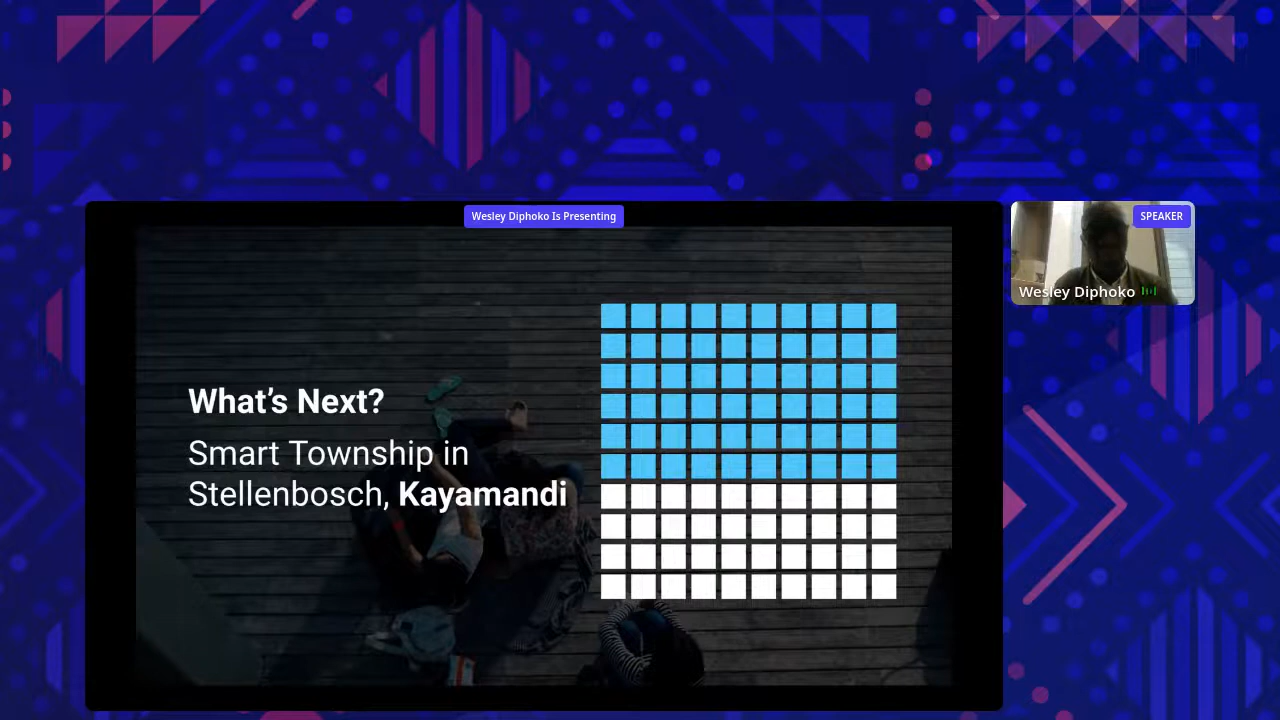 Wesley Diphoko Is Presenting
SPEAKER
Wesley Diphoko
What's Next?
Smart Township in
Stellenbosch, Kayamandi